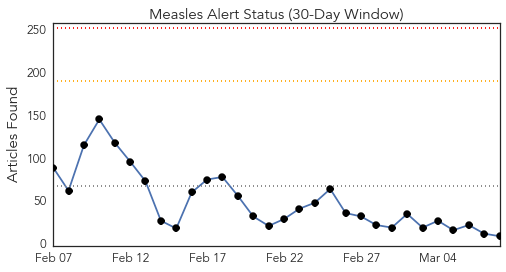 Measles Alert Status (30-Day Window)
Articles Found
250
200
150
100
50
0
Feb 07
Feb 12
Feb 17
Feb 22
Feb 27
Mar 04